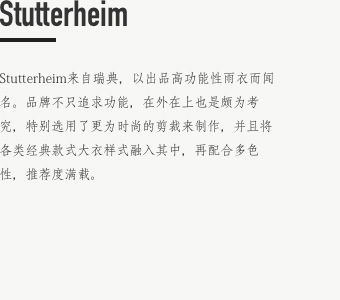 Stutterheim
Stutterheim来自瑞典，以出品高功能性雨衣而闻
名。品牌不只追求功能，在外在上也是颇为考
究，特别选用了更为时尚的剪裁来制作，并且将
各类经典款式大衣样式融入其中，再配合多色
性，推荐度满载。